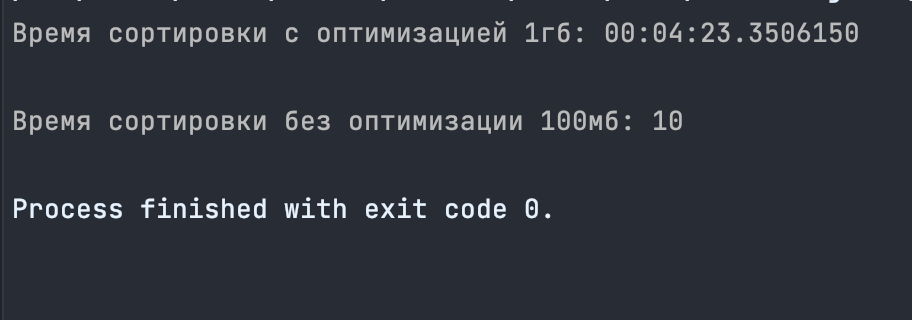 Время сортировки с оптимизацией 1гб: 00:04:23.3506150
Время сортировки без оптимизации 100мб: 10
Process finished with exit code 0.